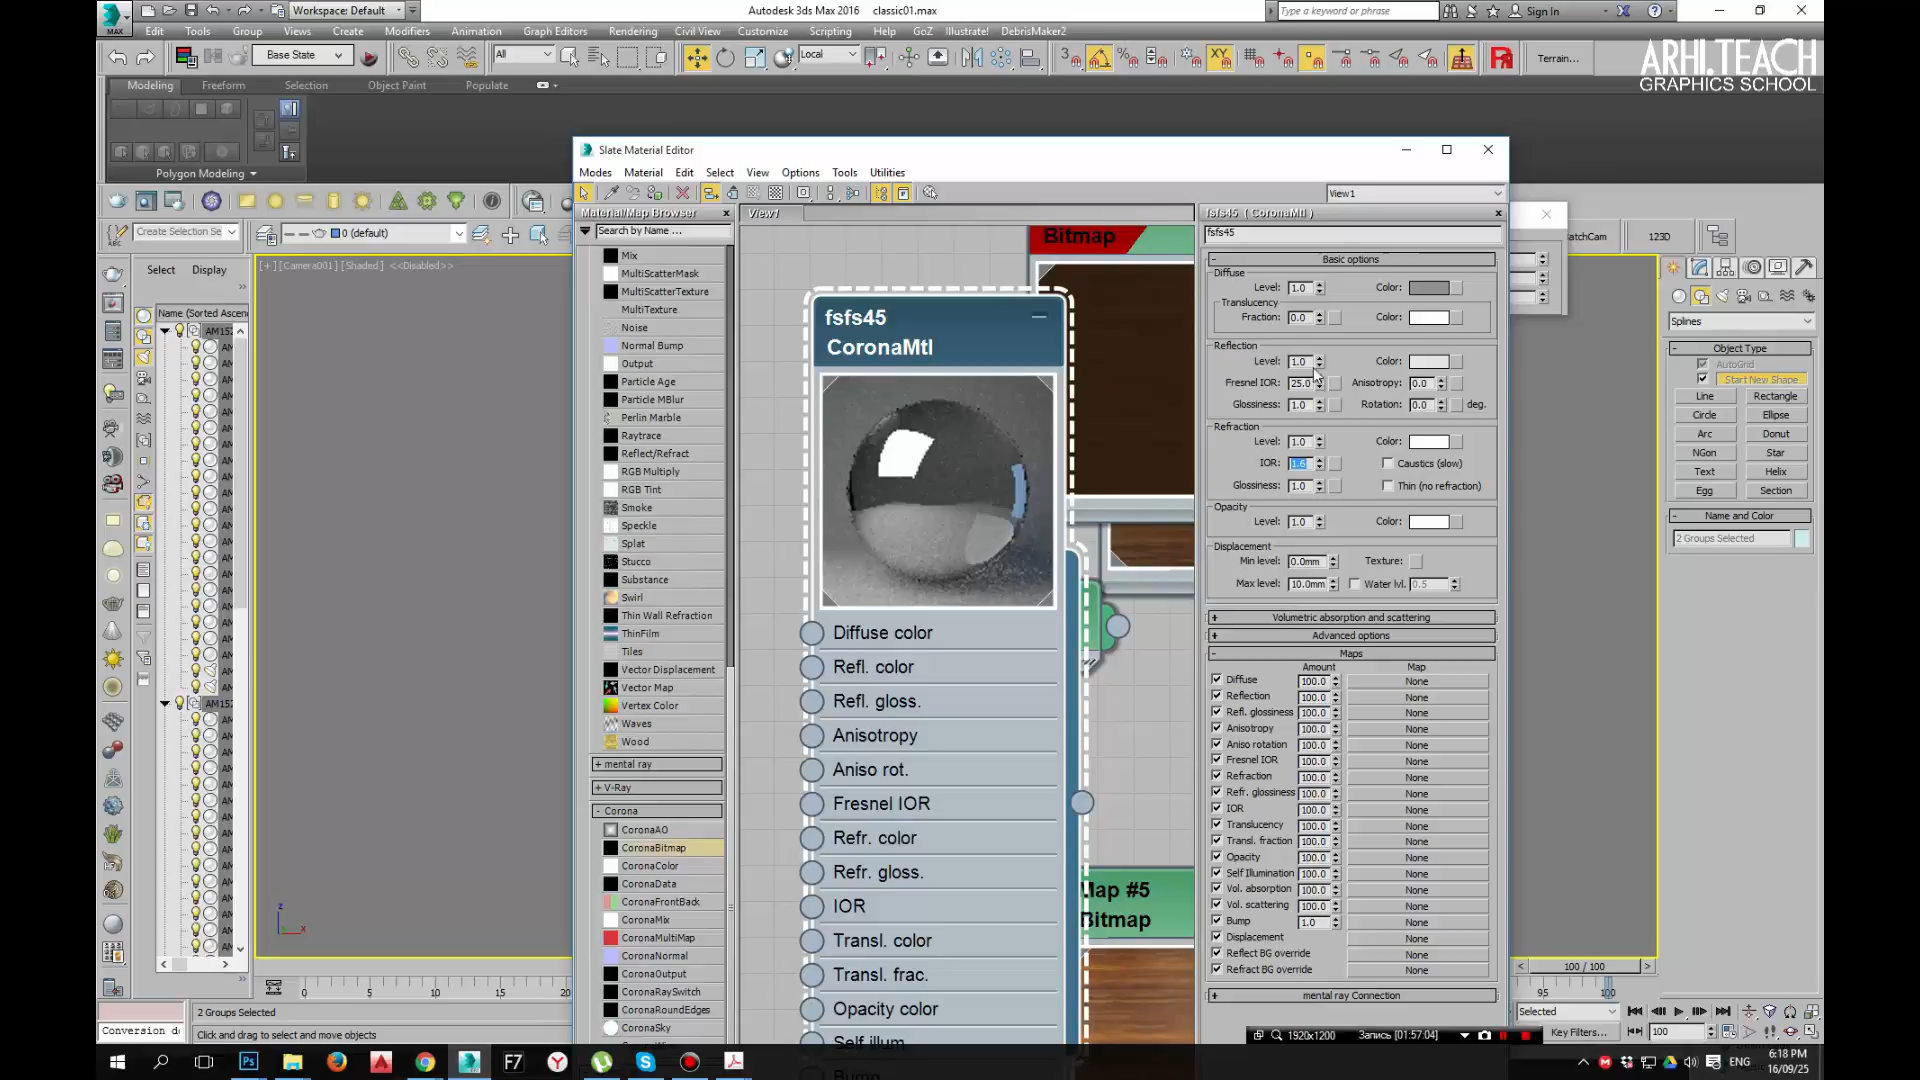 Workspace: Default
Autodesk 3ds Max 2016   classic01.max
Type a keyword or phrase
Sign In
MAX
Edit Tools Group Views Create Modifiers Animation Graph Editors Rendering Civil View Customize Scripting Help GoZ Illustrate! DebrisMaker2
Base State
All
Local
Terrain...
ARHI.TEACH
GRAPHICS SCHOOL
Modeling Freeform Selection Object Paint Populate
Polygon Modeling
Create Selection Se
0 (default)
Select Display
Name (Sorted Ascen
AM152
AM152
[+] [Camera001] [Shaded] <<Disabled>>
Slate Material Editor
Modes Material Edit Select View Options Tools Utilities
View1
Material/Map Browser
Search by Name ...
Mix
MultiScatterMask
MultiScatterTexture
MultiTexture
Noise
Normal Bump
Output
Particle Age
Particle MBlur
Perlin Marble
Raytrace
Reflect/Refract
RGB Multiply
RGB Tint
Smoke
Speckle
Splat
Stucco
Substance
Swirl
Thin Wall Refraction
ThinFilm
Tiles
Vector Displacement
Vector Map
Vertex Color
Waves
Wood
+ mental ray
+ V-Ray
- Corona
CoronaAO
CoronaBitmap
CoronaColor
CoronaData
CoronaFrontBack
CoronaMix
CoronaMultiMap
CoronaNormal
CoronaOutput
CoronaRaySwitch
CoronaRoundEdges
CoronaSky
View1
Bitmap
fsfs45
CoronaMtl
Diffuse color
Refl. color
Refl. gloss.
Anisotropy
Aniso rot.
Fresnel IOR
Refr. color
Refr. gloss.
IOR
Transl. color
Transl. frac.
Opacity color
Self illum
Bump
Map #5
Bitmap
fsfs45 ( CoronaMtl )
fsfs45
- Basic options
Diffuse
Level: 1.0 Color:
Translucency
Fraction: 0.0 Color:
Reflection
Level: 1.0 Color:
Fresnel IOR: 25.0 Anisotropy: 0.0
Glossiness: 1.0 Rotation: 0.0 deg.
Refraction
Level: 1.0 Color:
IOR: 1.6 Caustics (slow)
Glossiness: 1.0 Thin (no refraction)
Opacity
Level: 1.0 Color:
Displacement
Min level: 0.0mm Texture:
Max level: 10.0mm Water lvl. 0.5
+ Volumetric absorption and scattering
+ Advanced options
- Maps
Amount Map
Diffuse 100.0 None
Reflection 100.0 None
Refl. glossiness 100.0 None
Anisotropy 100.0 None
Aniso rotation 100.0 None
Fresnel IOR 100.0 None
Refraction 100.0 None
Refr. glossiness 100.0 None
IOR 100.0 None
Translucency 100.0 None
Transl. fraction 100.0 None
Opacity 100.0 None
Self Illumination 100.0 None
Vol. absorption 100.0 None
Vol. scattering 100.0 None
Bump 1.0 None
Displacement None
Reflect BG override None
Refract BG override None
+ mental ray Connection
atchCam
123D
Splines
- Object Type
AutoGrid
Start New Shape
Line Rectangle
Circle Ellipse
Arc Donut
NGon Star
Text Helix
Egg Section
- Name and Color
2 Groups Selected
z
x
0 5 10 15 20
100 / 100
95 100
2 Groups Selected
Conversion d
Click and drag to select and move objects
Selected
Key Filters...
100
1920x1200 Запись [01:57:04]
F7
ENG
6:18 PM
16/09/25